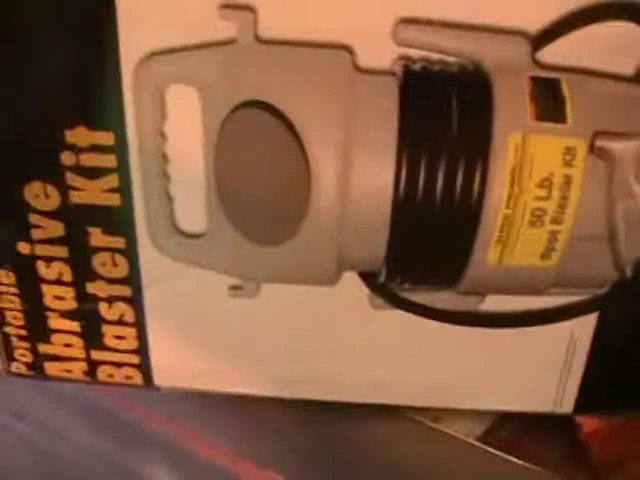 Portable
Abrasive
Blaster Kit
50 Lb.
Spot Blaster Kit